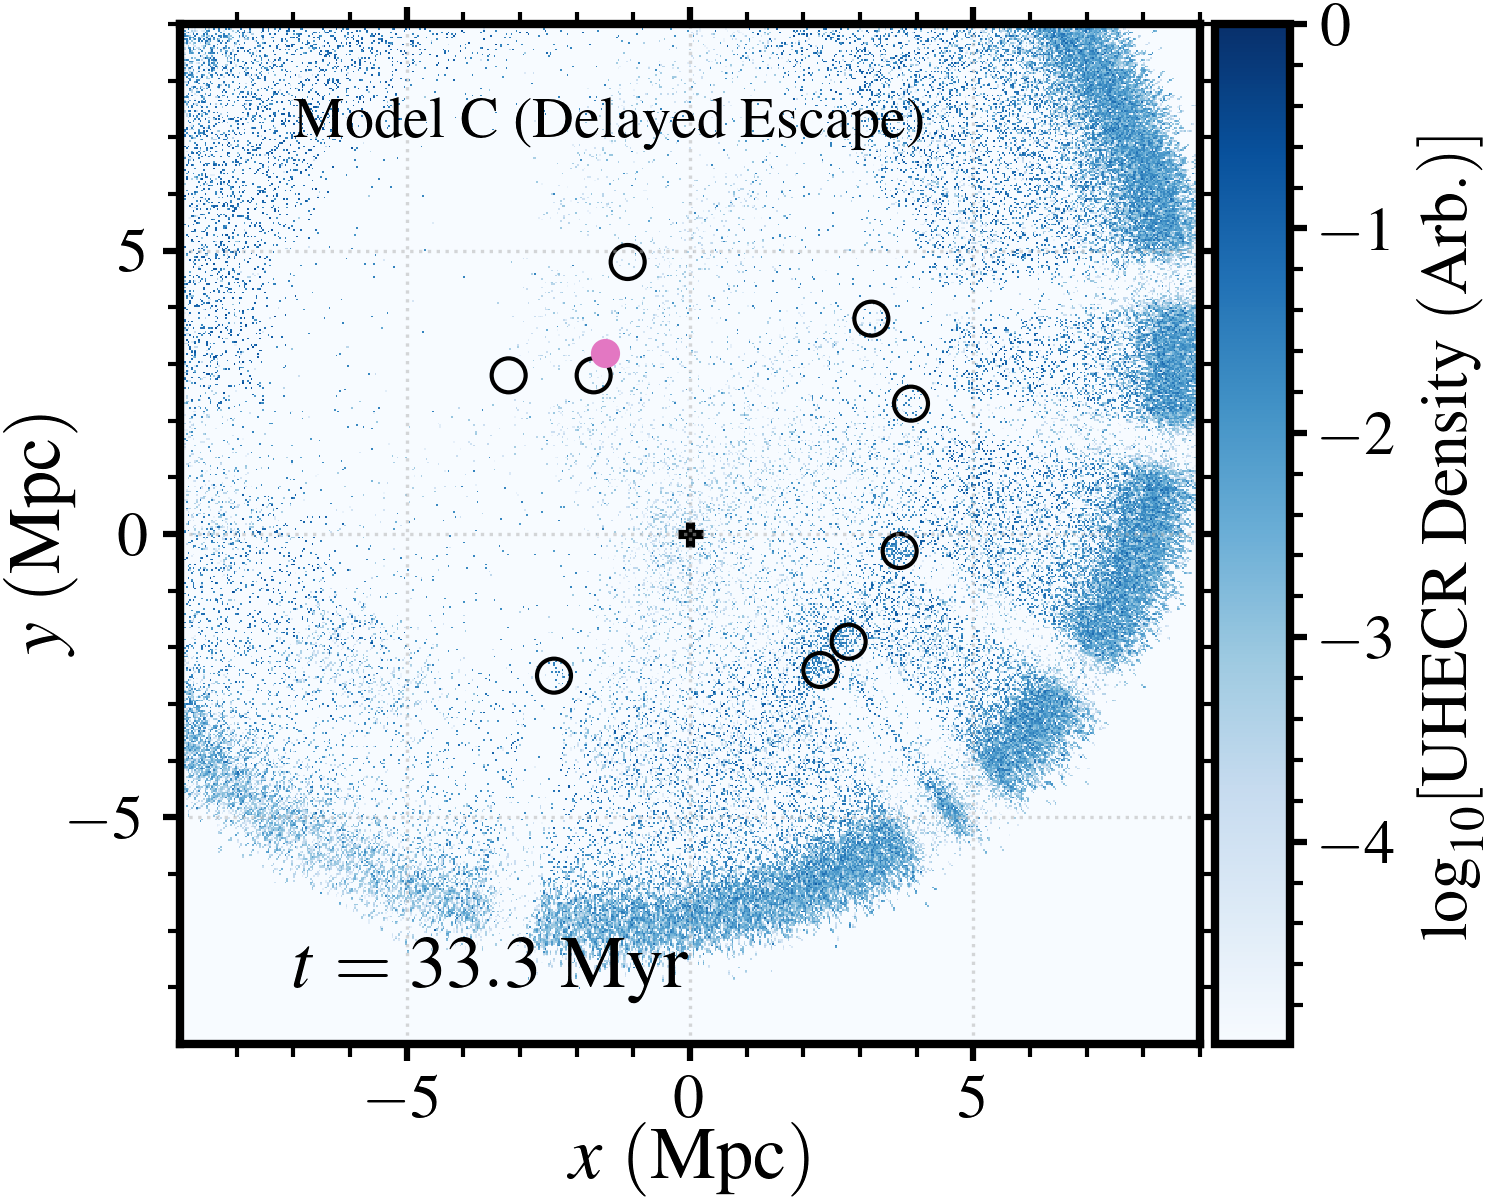 Model C (Delayed Escape)
t = 33.3 Myr
5
0
−5
y (Mpc)
−5
0
5
x (Mpc)
0
−1
−2
−3
−4
log₁₀[UHECR Density (Arb.)]